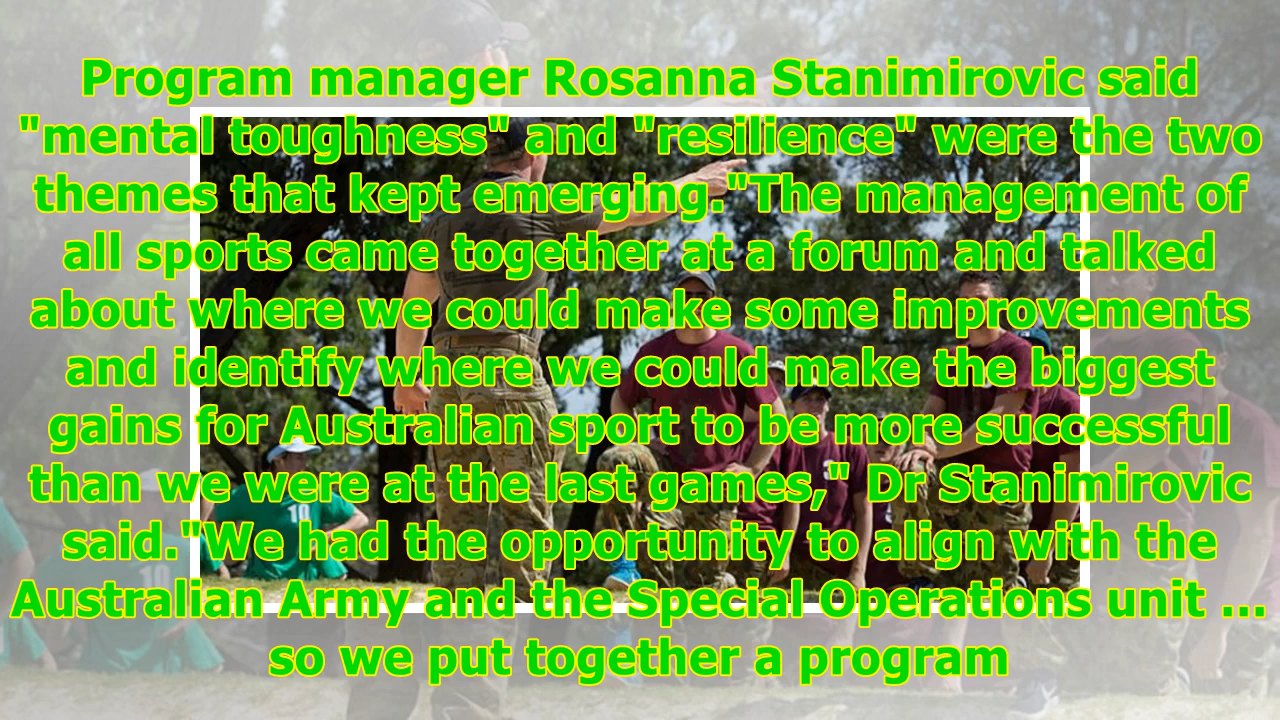 Program manager Rosanna Stanimirovic said
"mental toughness" and "resilience" were the two
themes that kept emerging."The management of
all sports came together at a forum and talked
about where we could make some improvements
and identify where we could make the biggest
gains for Australian sport to be more successful
than we were at the last games," Dr Stanimirovic
said."We had the opportunity to align with the
Australian Army and the Special Operations unit ...
so we put together a program
10
10